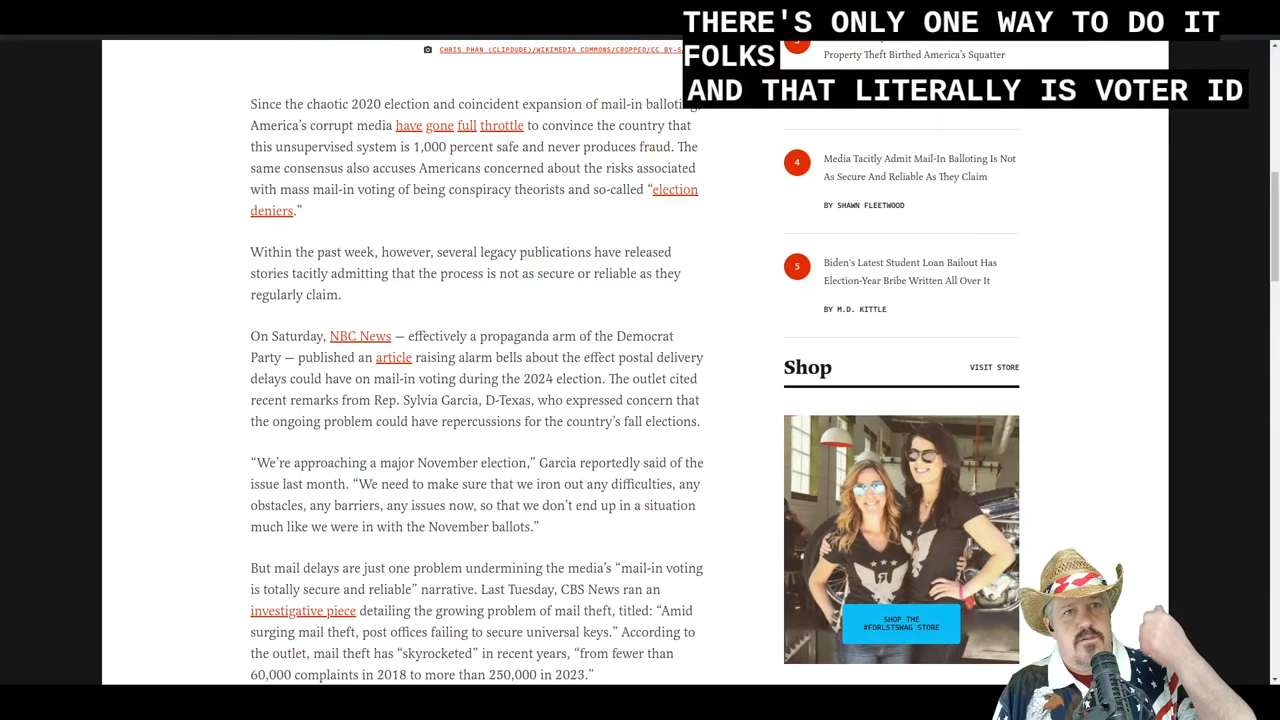 THERE'S ONLY ONE WAY TO DO IT
FOLKS
AND THAT LITERALLY IS VOTER ID
CHRIS PHAN (CLIPDUDE)/WIKIMEDIA COMMONS/CROPPED/CC BY-S
Since the chaotic 2020 election and coincident expansion of mail-in balloting,
America's corrupt media have gone full throttle to convince the country that
this unsupervised system is 1,000 percent safe and never produces fraud. The
same consensus also accuses Americans concerned about the risks associated
with mass mail-in voting of being conspiracy theorists and so-called “election
deniers.”
Within the past week, however, several legacy publications have released
stories tacitly admitting that the process is not as secure or reliable as they
regularly claim.
On Saturday, NBC News — effectively a propaganda arm of the Democrat
Party — published an article raising alarm bells about the effect postal delivery
delays could have on mail-in voting during the 2024 election. The outlet cited
recent remarks from Rep. Sylvia Garcia, D-Texas, who expressed concern that
the ongoing problem could have repercussions for the country's fall elections.
“We're approaching a major November election,” Garcia reportedly said of the
issue last month. “We need to make sure that we iron out any difficulties, any
obstacles, any barriers, any issues now, so that we don't end up in a situation
much like we were in with the November ballots.”
But mail delays are just one problem undermining the media's “mail-in voting
is totally secure and reliable” narrative. Last Tuesday, CBS News ran an
investigative piece detailing the growing problem of mail theft, titled: “Amid
surging mail theft, post offices failing to secure universal keys.” According to
the outlet, mail theft has “skyrocketed” in recent years, “from fewer than
60,000 complaints in 2018 to more than 250,000 in 2023.”
Property Theft Birthed America's Squatter
4
Media Tacitly Admit Mail-In Balloting Is Not
As Secure And Reliable As They Claim
BY SHAWN FLEETWOOD
5
Biden's Latest Student Loan Bailout Has
Election-Year Bribe Written All Over It
BY M.D. KITTLE
Shop
VISIT STORE
SHOP THE
#FDRLSTSWAG STORE